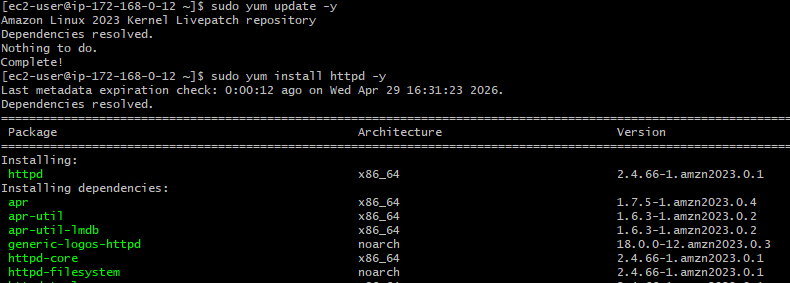 [ec2-user@ip-172-168-0-12 ~]$ sudo yum update -y
Amazon Linux 2023 Kernel Livepatch repository
Dependencies resolved.
Nothing to do.
Complete!
[ec2-user@ip-172-168-0-12 ~]$ sudo yum install httpd -y
Last metadata expiration check: 0:00:12 ago on Wed Apr 29 16:31:23 2026.
Dependencies resolved.
Package Architecture Version
Installing:
httpd x86_64 2.4.66-1.amzn2023.0.1
Installing dependencies:
apr x86_64 1.7.5-1.amzn2023.0.4
apr-util x86_64 1.6.3-1.amzn2023.0.2
apr-util-lmdb x86_64 1.6.3-1.amzn2023.0.2
generic-logos-httpd noarch 18.0.0-12.amzn2023.0.3
httpd-core x86_64 2.4.66-1.amzn2023.0.1
httpd-filesystem noarch 2.4.66-1.amzn2023.0.1